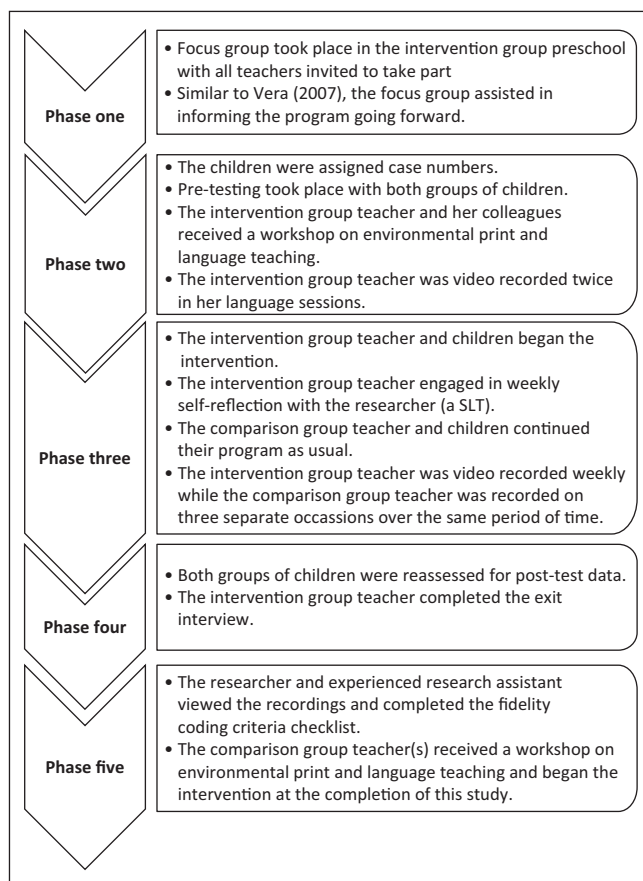 Phase one
• Focus group took place in the intervention group preschool
with all teachers invited to take part
• Similar to Vera (2007), the focus group assisted in
informing the program going forward.
Phase two
• The children were assigned case numbers.
• Pre-testing took place with both groups of children.
• The intervention group teacher and her colleagues
received a workshop on environmental print and
language teaching.
• The intervention group teacher was video recorded twice
in her language sessions.
Phase three
• The intervention group teacher and children began the
intervention.
• The intervention group teacher engaged in weekly
self-reflection with the researcher (a SLT).
• The comparison group teacher and children continued
their program as usual.
• The intervention group teacher was video recorded weekly
while the comparison group teacher was recorded on
three separate occassions over the same period of time.
Phase four
• Both groups of children were reassessed for post-test data.
• The intervention group teacher completed the exit
interview.
Phase five
• The researcher and experienced research assistant
viewed the recordings and completed the fidelity
coding criteria checklist.
• The comparison group teacher(s) received a workshop on
environmental print and language teaching and began the
intervention at the completion of this study.